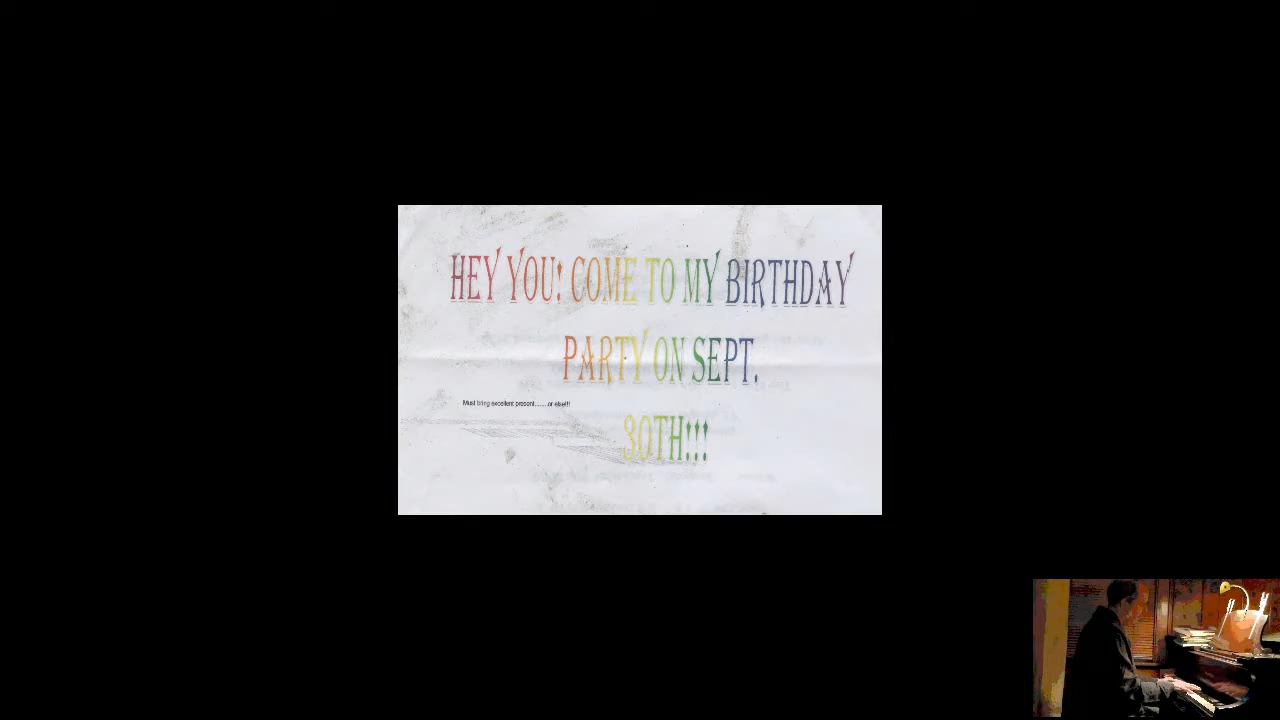 HEY YOU! COME TO MY BIRTHDAY
PARTY ON SEPT.
Must bring excellent present........or else!!!
30TH!!!